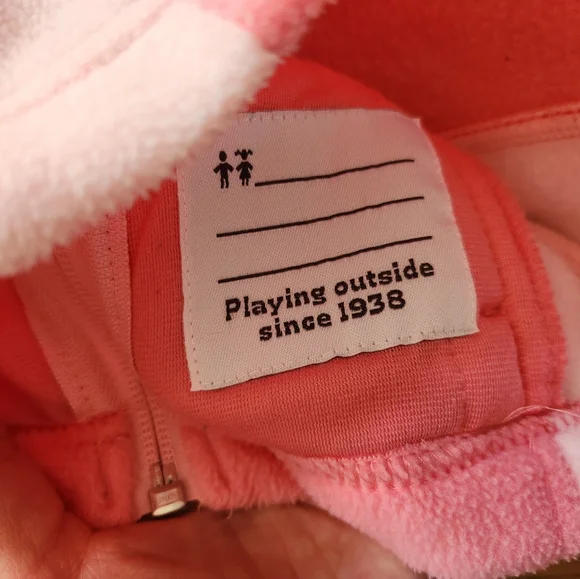 Playing outside
since 1938